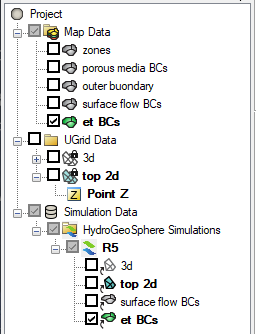 Project
Map Data
zones
porous media BCs
outer buondary
surface flow BCs
et BCs
UGrid Data
3d
top 2d
Z Point Z
Simulation Data
HydroGeoSphere Simulations
R5
3d
top 2d
surface flow BCs
et BCs